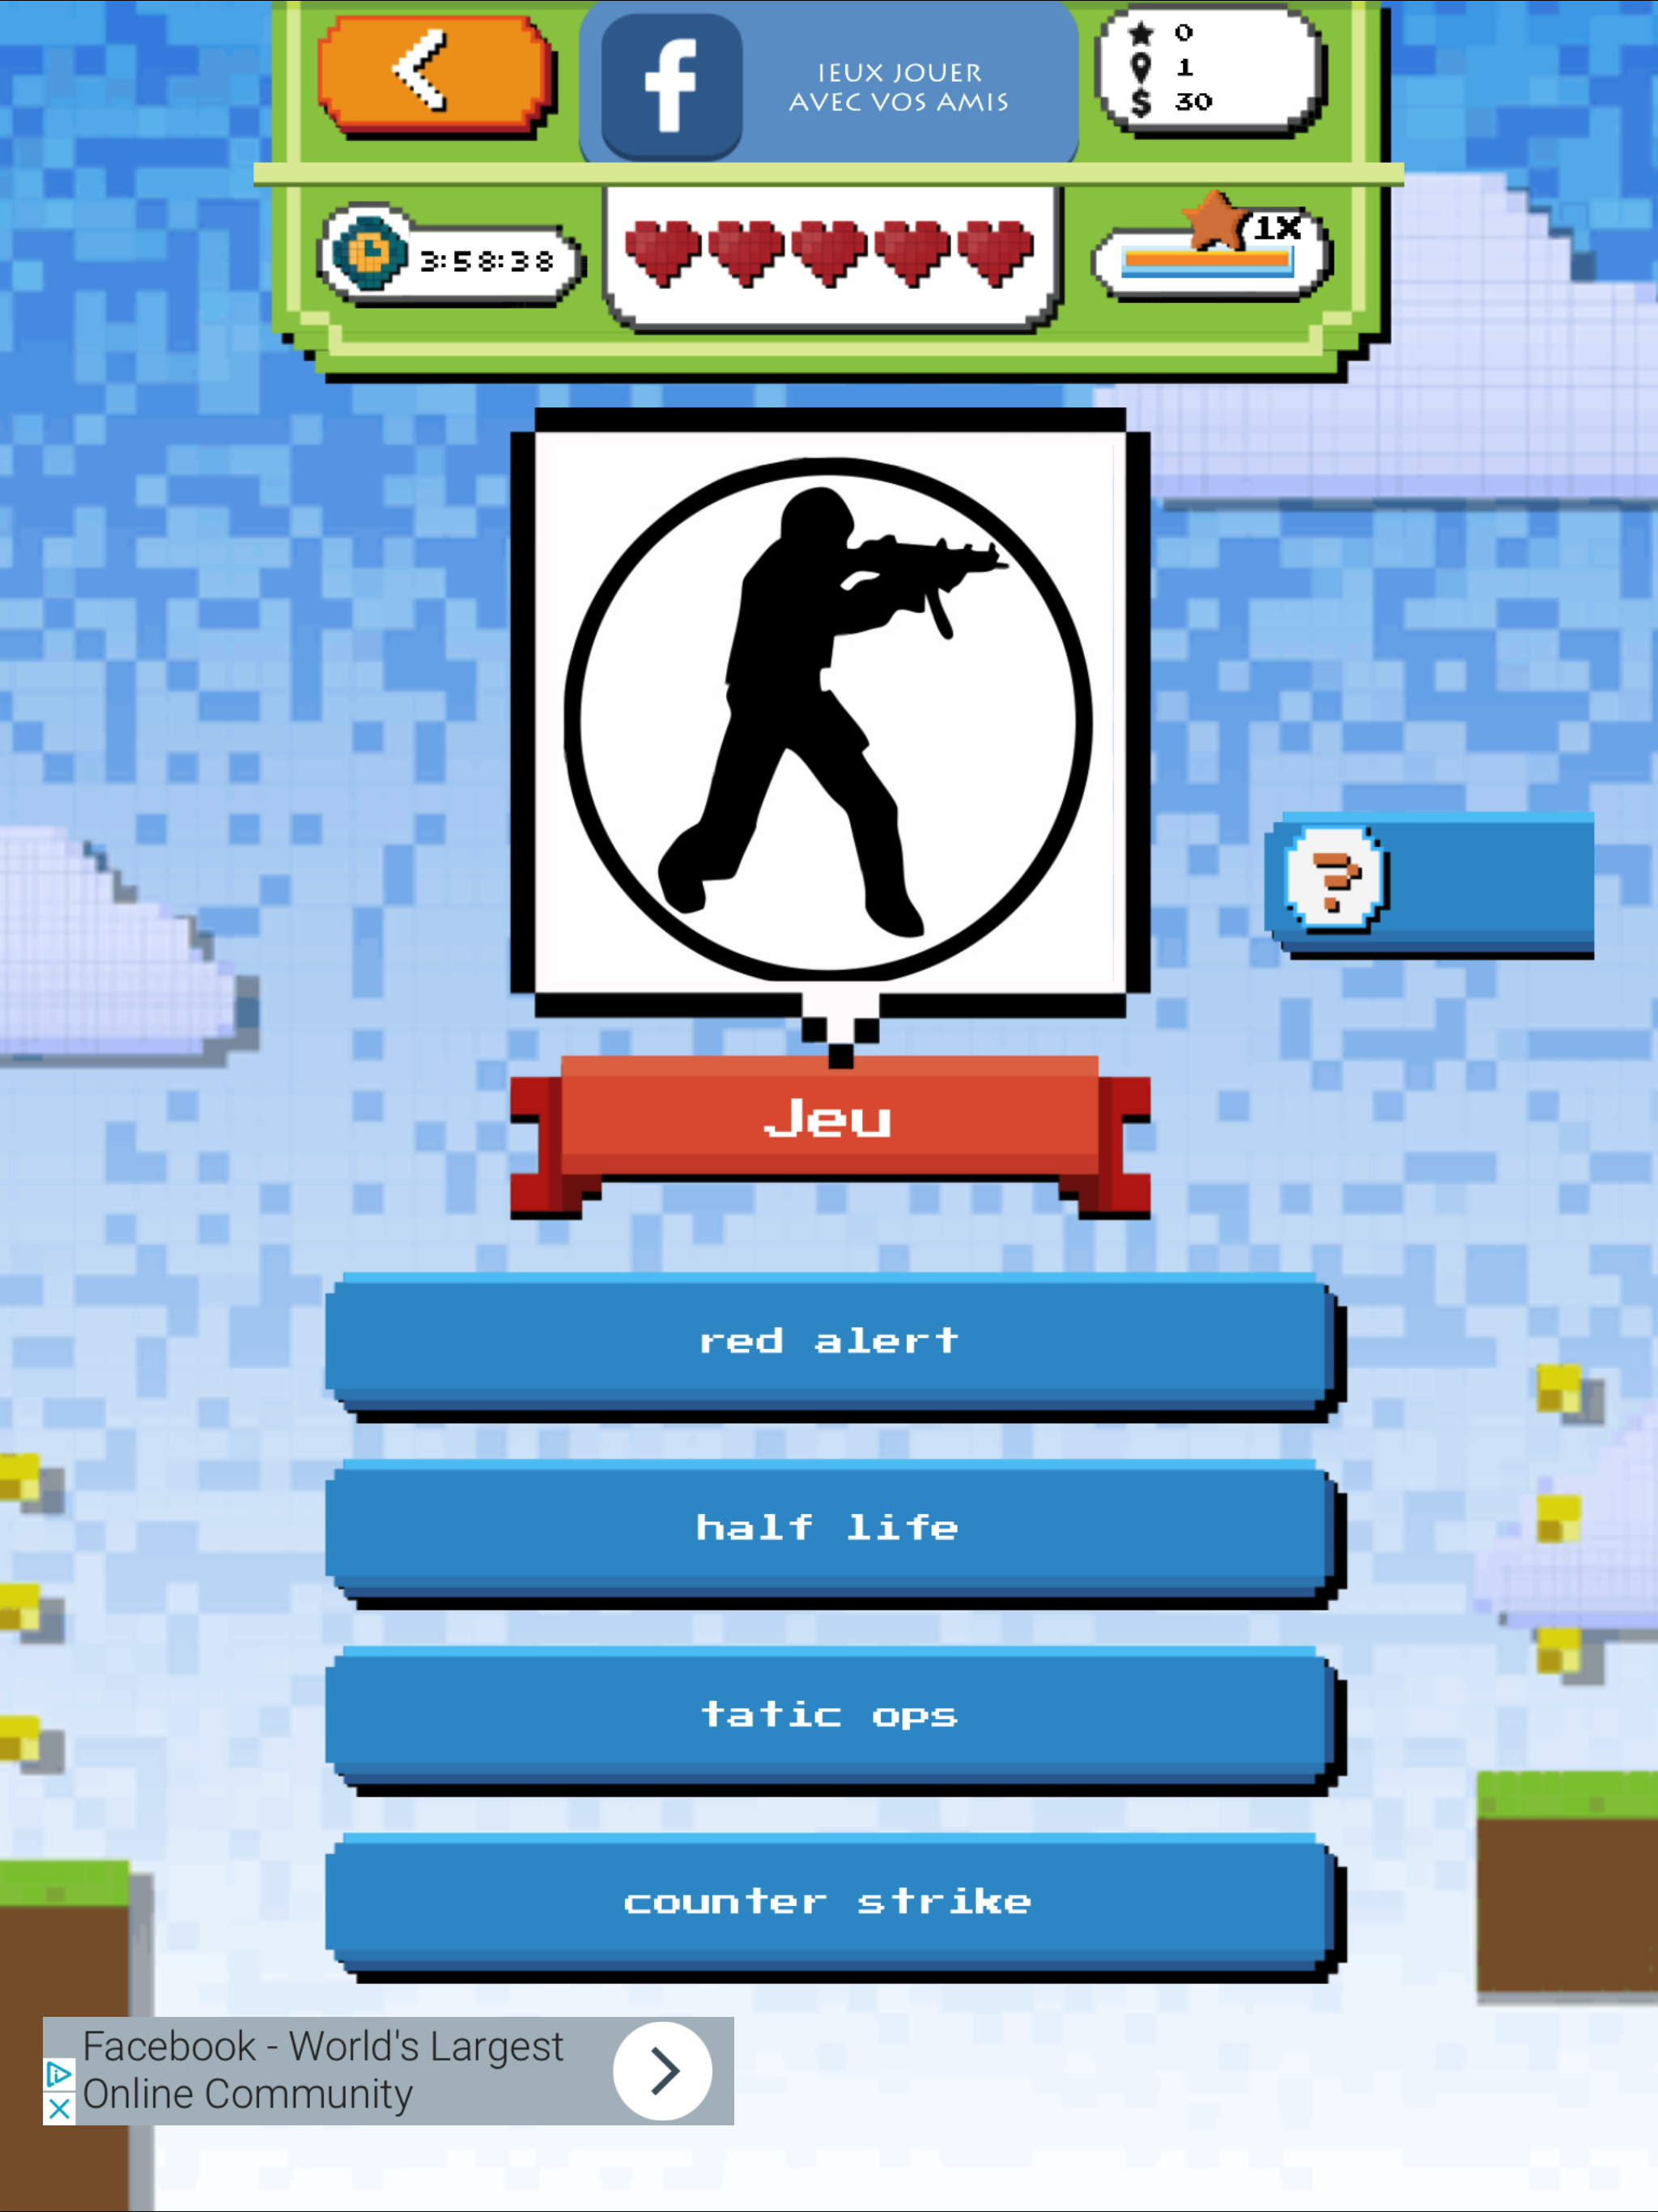 IEUX JOUER
AVEC VOS AMIS
0
1
$ 30
3:58:38
1X
?
Jeu
red alert
half life
tatic ops
counter strike
Facebook - World's Largest
Online Community